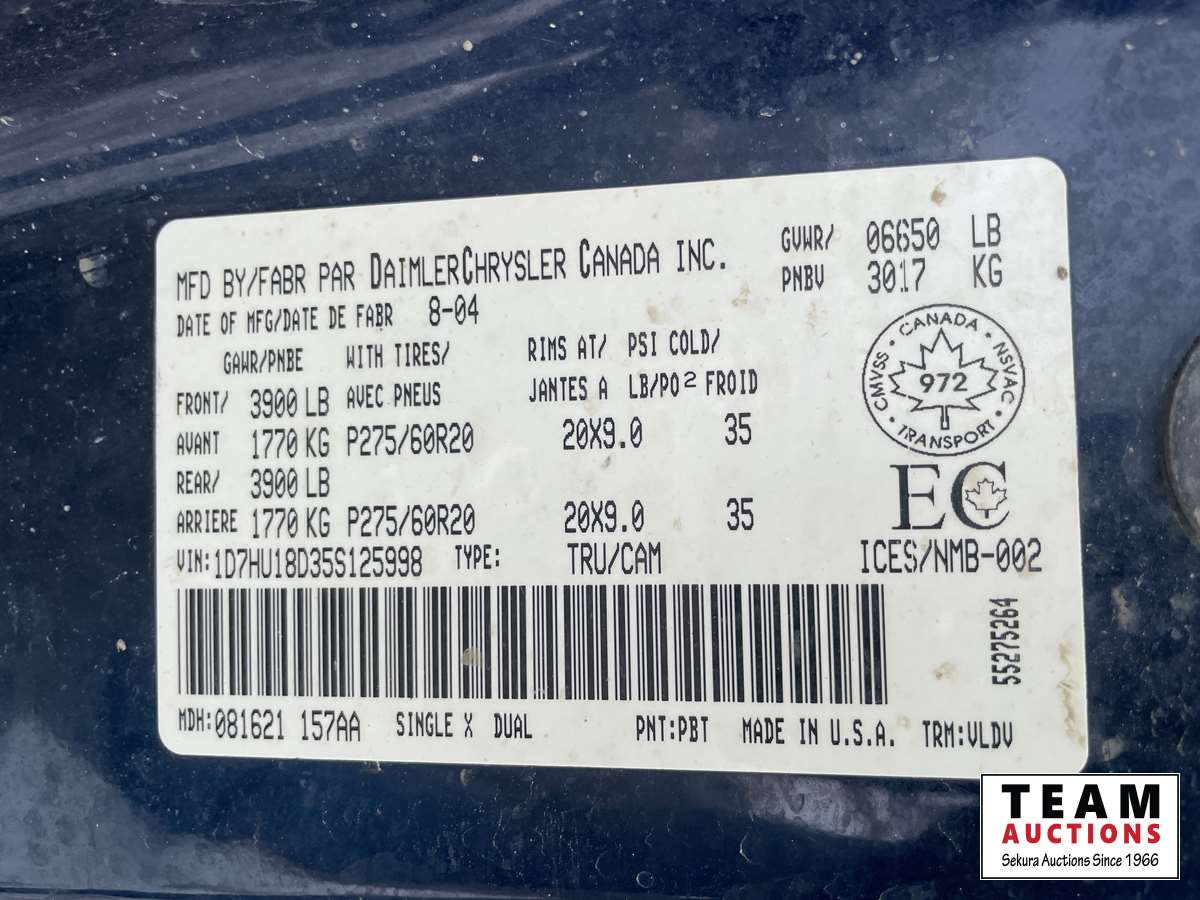 MFD BY/FABR PAR DAIMLERCHRYSLER CANADA INC.
GVWR/ 06650 LB
PNBV 3017 KG
DATE OF MFG/DATE DE FABR 8-04
GAWR/PNBE WITH TIRES/ RIMS AT/ PSI COLD/
FRONT/ 3900 LB AVEC PNEUS JANTES A LB/PO² FROID
AVANT 1770 KG P275/60R20 20X9.0 35
REAR/ 3900 LB
ARRIERE 1770 KG P275/60R20 20X9.0 35
CANADA
CMVSS · NSVAC
972
TRANSPORT
EC
VIN:1D7HU18D35S125998 TYPE: TRU/CAM ICES/NMB-002
55275264
MDH:081621 157AA SINGLE X DUAL PNT:PBT MADE IN U.S.A. TRM:VLDV
TEAM
AUCTIONS
Sekura Auctions Since 1966